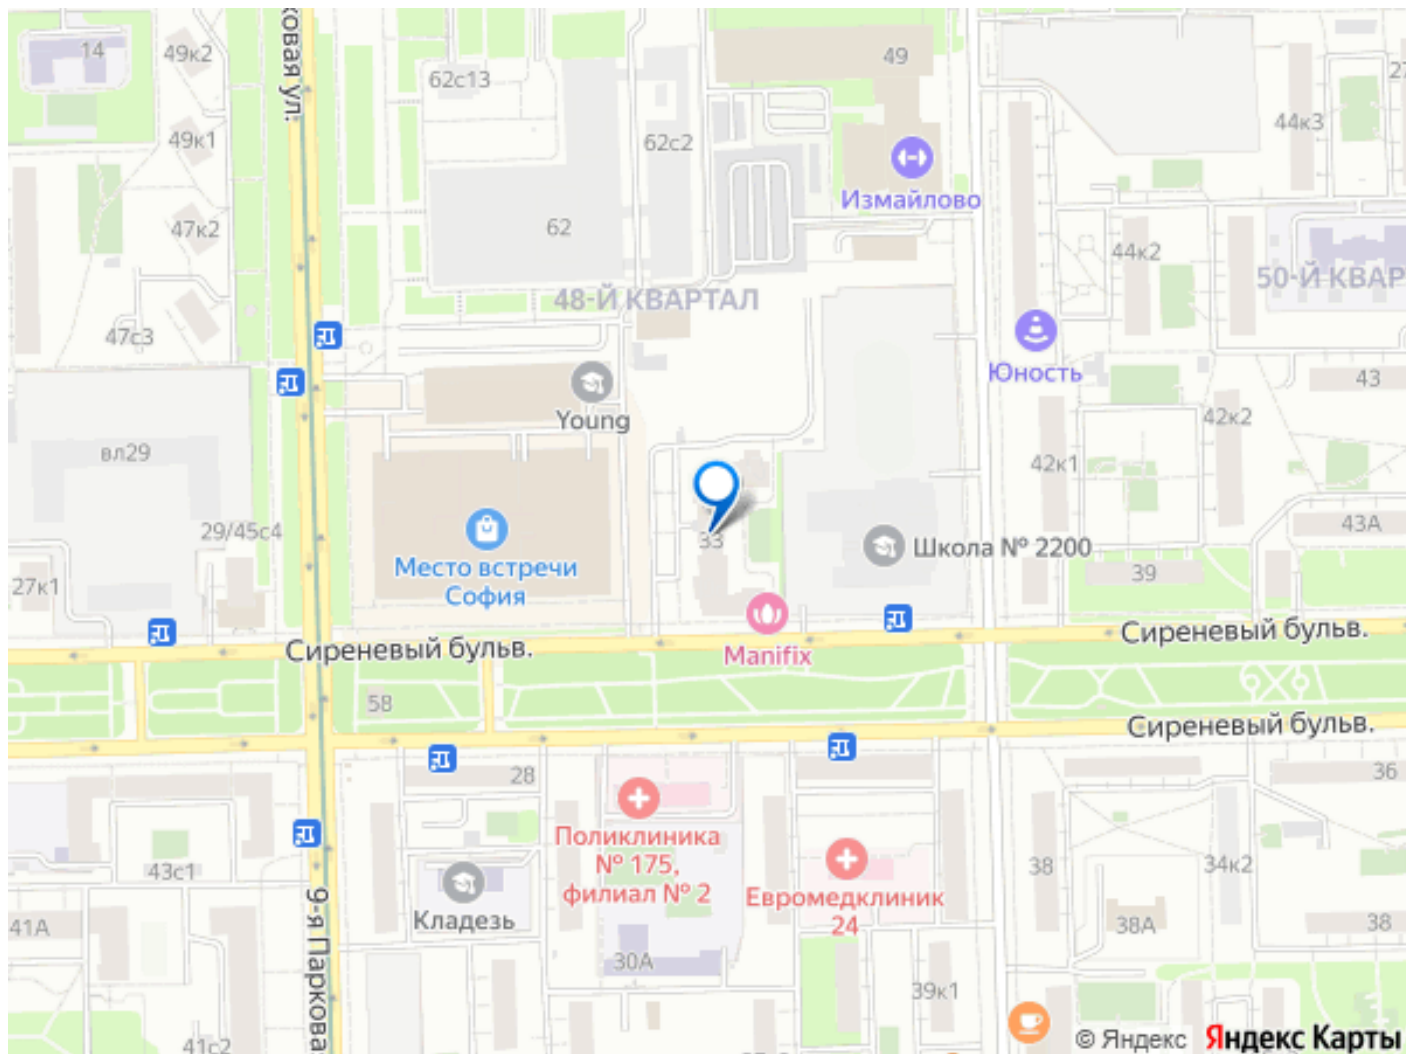 14
49к2
ковая ул.
62с13
49
27
49к1
62с2
44к3
Измайлово
47к2
62
44к2
50-Й КВАР
48-Й КВАРТАЛ
47с3
Юность
43
Young
42к2
вл29
42к1
29/45с4
33
43А
Школа № 2200
Место встречи
София
39
27к1
Сиреневый бульв.
Сиреневый бульв.
Manifix
58
Сиреневый бульв.
28
36
Поликлиника
№ 175,
филиал № 2
43с1
38
34к2
Евромедклиник
24
9-я Паркова
Кладезь
41А
38А
38
30А
39к1
41с2
© Яндекс
Яндекс Карты